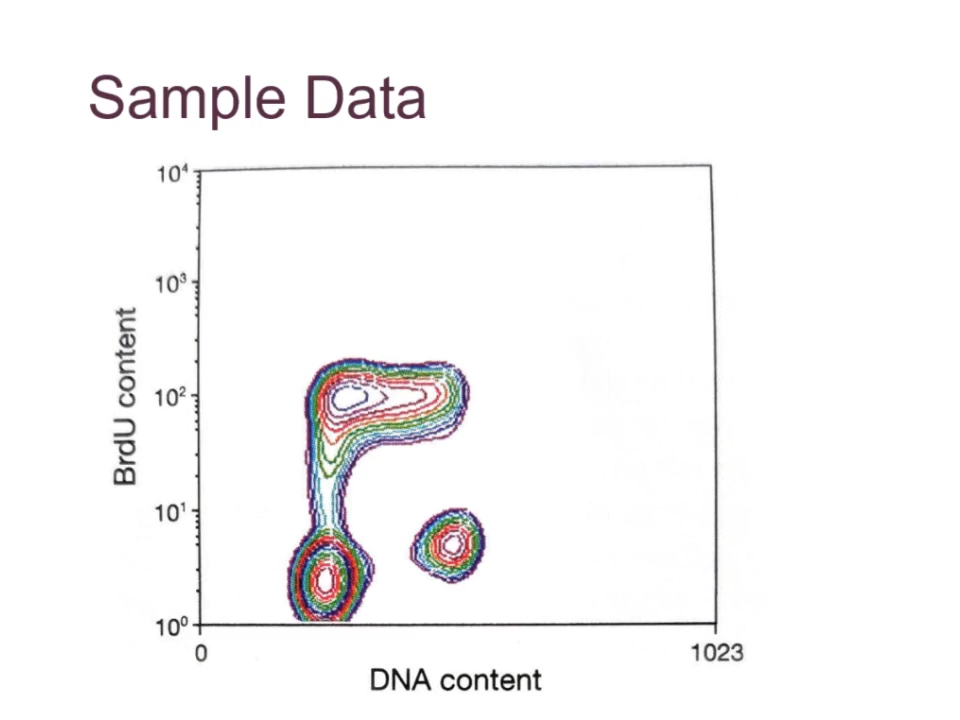 Sample Data
10⁴
10³
10²
10¹
10⁰
BrdU content
0
1023
DNA content